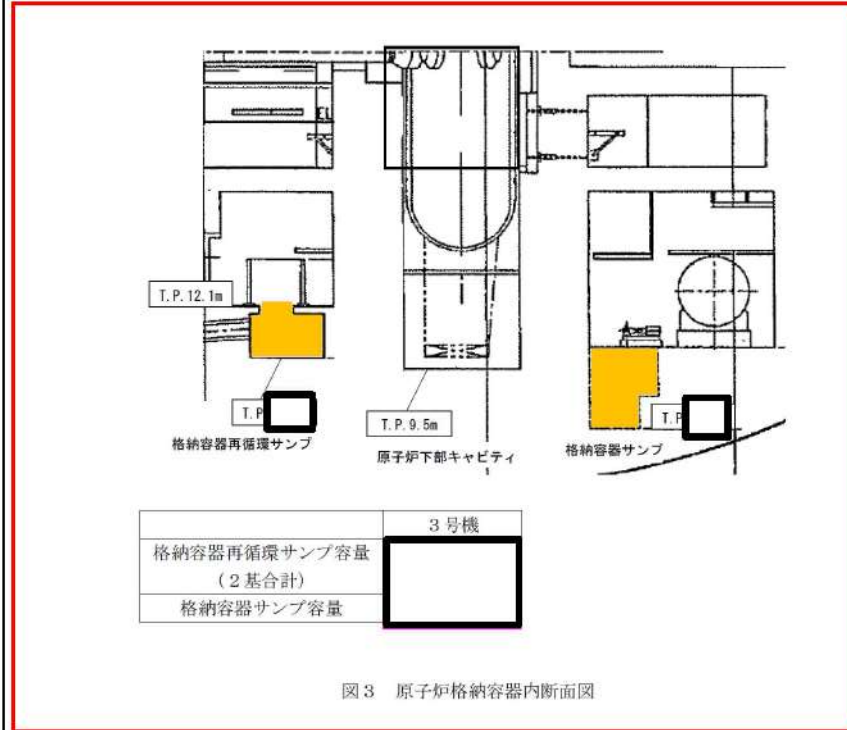 EL
T.P.12.1m
T.P
T.P.9.5m
T.P
格納容器再循環サンプ
原子炉下部キャビティ
格納容器サンプ
3号機
格納容器再循環サンプ容量
（2基合計）
格納容器サンプ容量
図3　原子炉格納容器内断面図